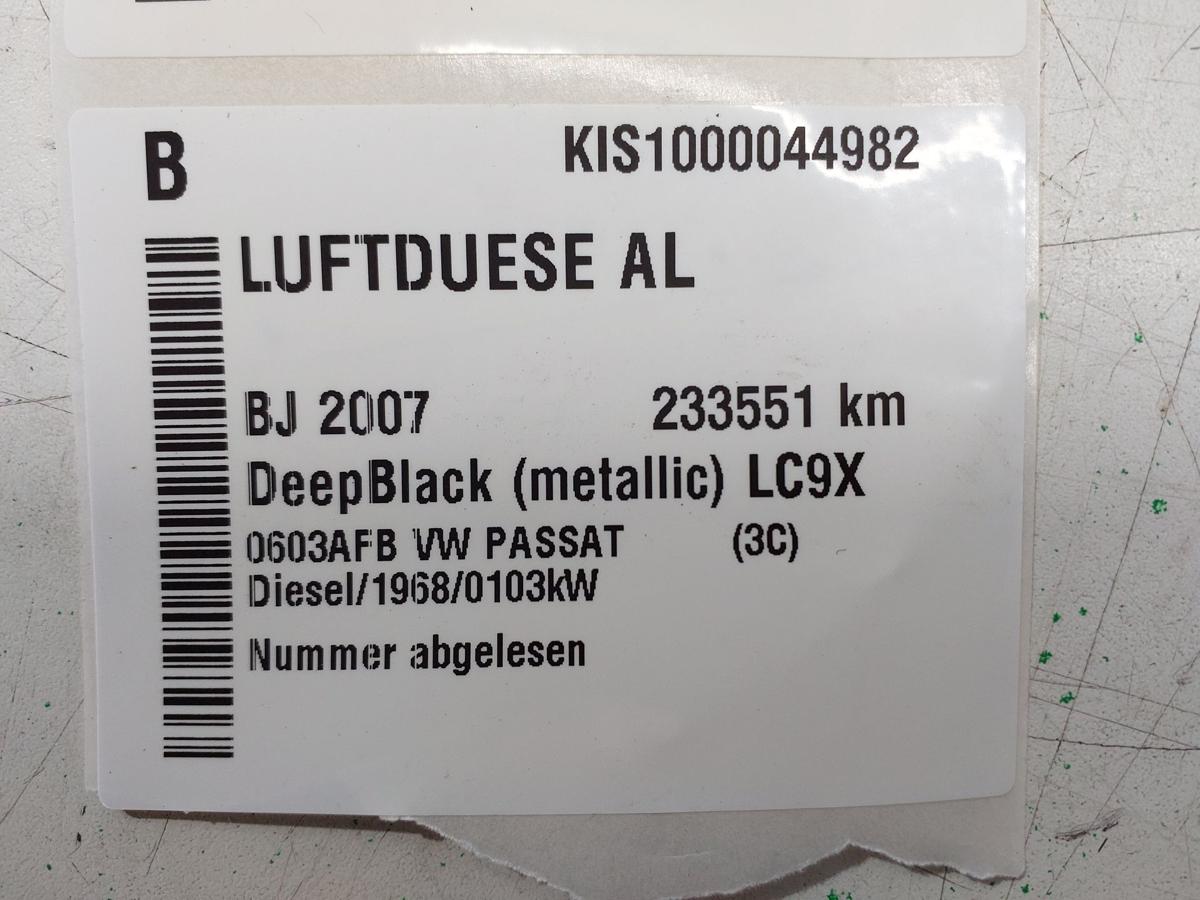 B KIS1000044982
LUFTDUESE AL
BJ 2007 233551 km
DeepBlack (metallic) LC9X
0603AFB VW PASSAT (3C)
Diesel/1968/0103kW
Nummer abgelesen